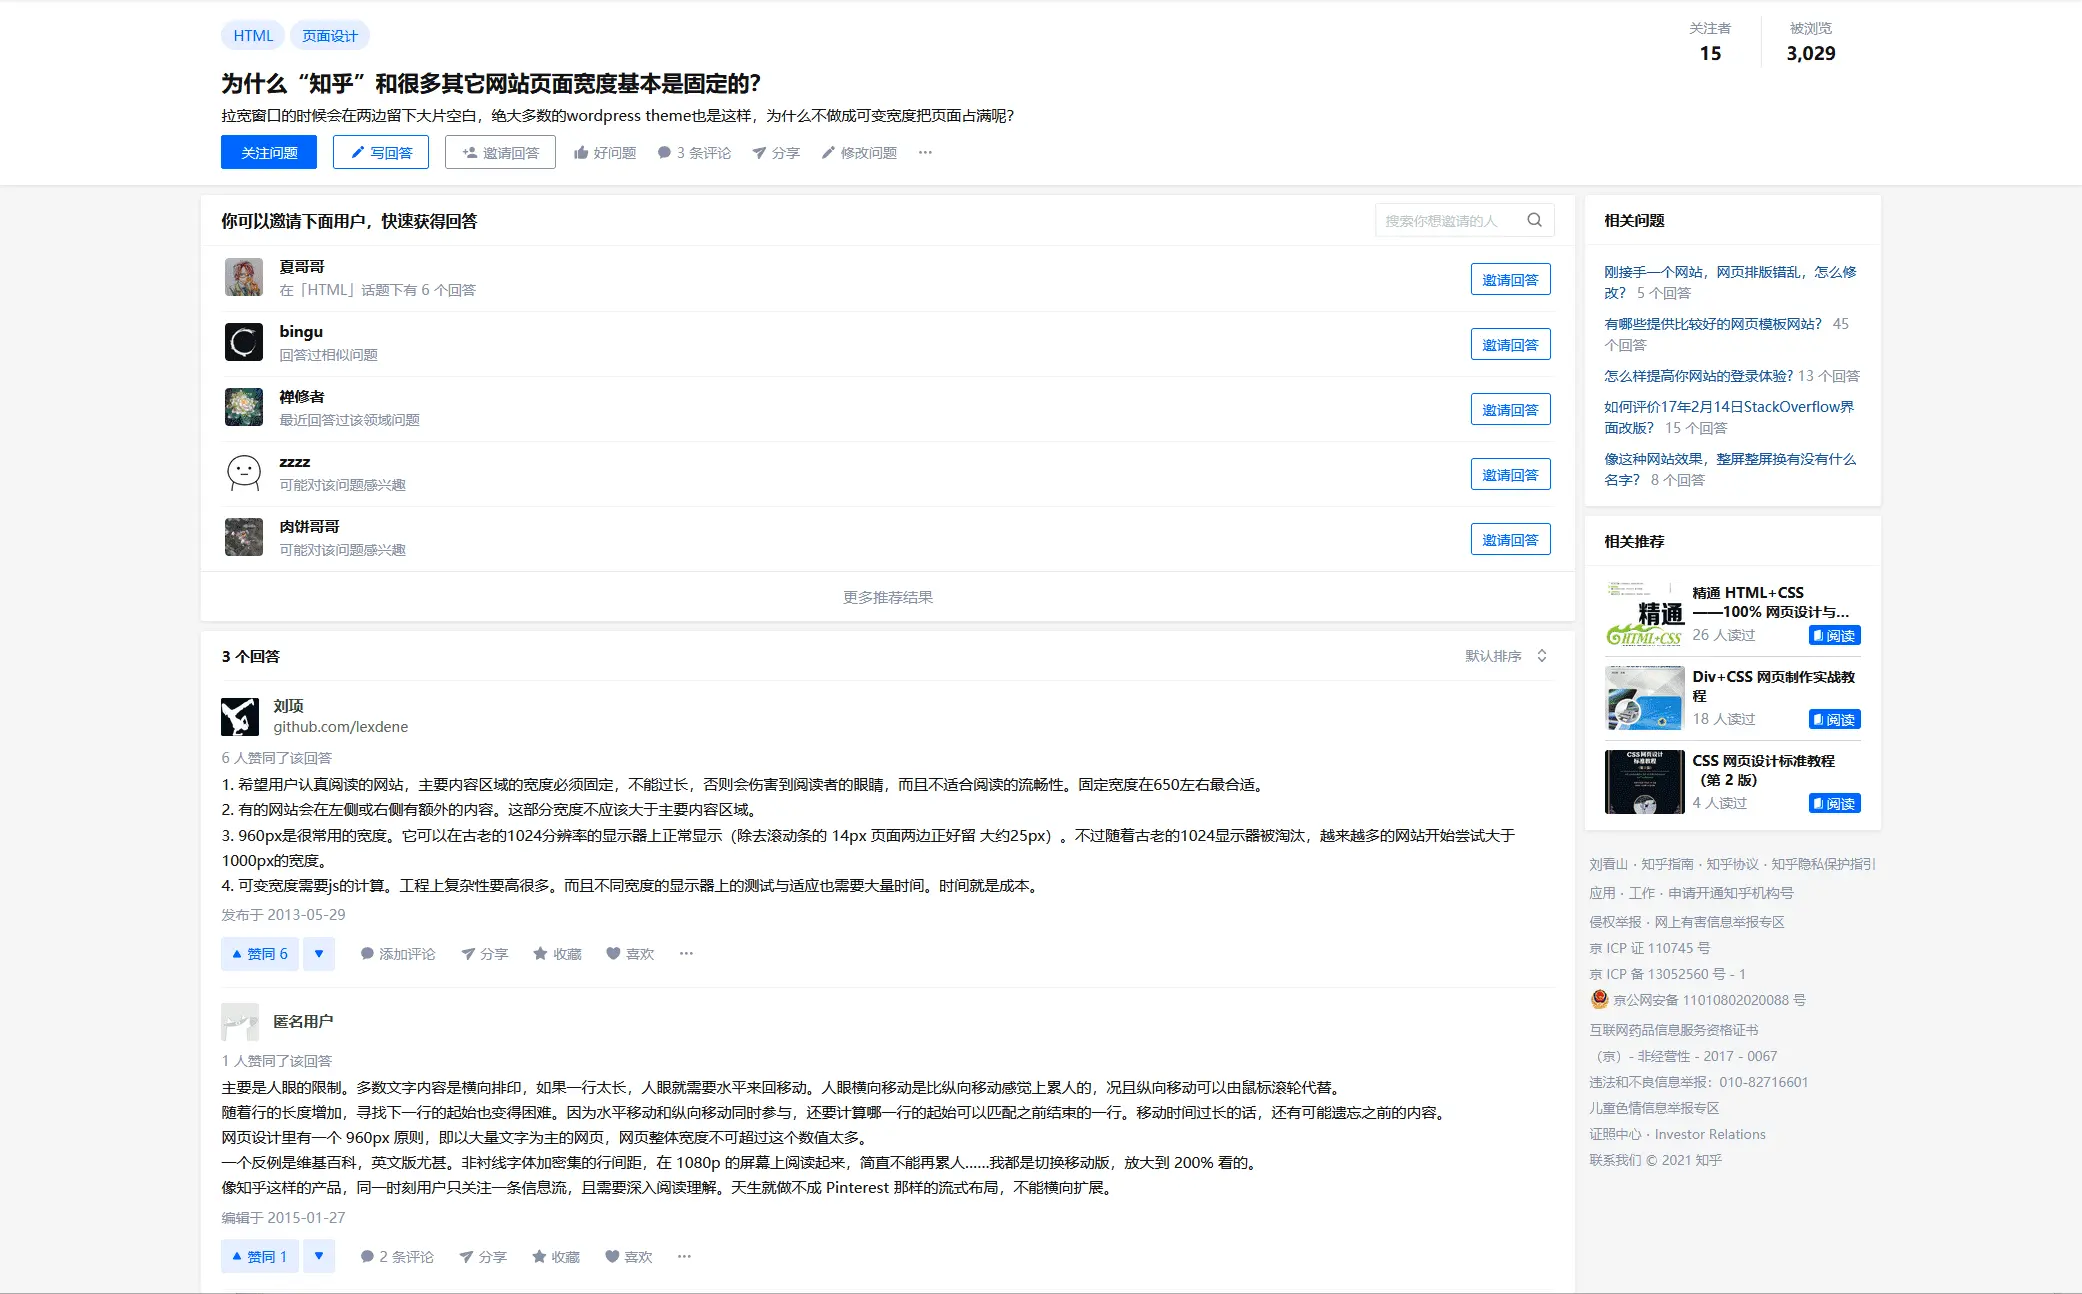 HTML
页面设计
关注者
15
被浏览
3,029
为什么“知乎”和很多其它网站页面宽度基本是固定的？
拉宽窗口的时候会在两边留下大片空白，绝大多数的wordpress theme也是这样，为什么不做成可变宽度把页面占满呢？
关注问题
写回答
邀请回答
好问题
3 条评论
分享
修改问题
你可以邀请下面用户，快速获得回答
搜索你想邀请的人
夏哥哥
在「HTML」话题下有 6 个回答
邀请回答
bingu
回答过相似问题
邀请回答
禅修者
最近回答过该领域问题
邀请回答
zzzz
可能对该问题感兴趣
邀请回答
肉饼哥哥
可能对该问题感兴趣
邀请回答
更多推荐结果
3 个回答
默认排序
刘项
github.com/lexdene
6 人赞同了该回答
1. 希望用户认真阅读的网站，主要内容区域的宽度必须固定，不能过长，否则会伤害到阅读者的眼睛，而且不适合阅读的流畅性。固定宽度在650左右最合适。
2. 有的网站会在左侧或右侧有额外的内容。这部分宽度不应该大于主要内容区域。
3. 960px是很常用的宽度。它可以在古老的1024分辨率的显示器上正常显示（除去滚动条的 14px 页面两边正好留 大约25px）。不过随着古老的1024显示器被淘汰，越来越多的网站开始尝试大于
1000px的宽度。
4. 可变宽度需要js的计算。工程上复杂性要高很多。而且不同宽度的显示器上的测试与适应也需要大量时间。时间就是成本。
发布于 2013-05-29
赞同 6
添加评论
分享
收藏
喜欢
匿名用户
1 人赞同了该回答
主要是人眼的限制。多数文字内容是横向排印，如果一行太长，人眼就需要水平来回移动。人眼横向移动是比纵向移动感觉上累人的，况且纵向移动可以由鼠标滚轮代替。
随着行的长度增加，寻找下一行的起始也变得困难。因为水平移动和纵向移动同时参与，还要计算哪一行的起始可以匹配之前结束的一行。移动时间过长的话，还有可能遗忘之前的内容。
网页设计里有一个 960px 原则，即以大量文字为主的网页，网页整体宽度不可超过这个数值太多。
一个反例是维基百科，英文版尤甚。非衬线字体加密集的行间距，在 1080p 的屏幕上阅读起来，简直不能再累人……我都是切换移动版，放大到 200% 看的。
像知乎这样的产品，同一时刻用户只关注一条信息流，且需要深入阅读理解。天生就做不成 Pinterest 那样的流式布局，不能横向扩展。
编辑于 2015-01-27
赞同 1
2 条评论
分享
收藏
喜欢
相关问题
刚接手一个网站，网页排版错乱，怎么修
改？ 5 个回答
有哪些提供比较好的网页模板网站？ 45
个回答
怎么样提高你网站的登录体验? 13 个回答
如何评价17年2月14日StackOverflow界
面改版？ 15 个回答
像这种网站效果，整屏整屏换有没有什么
名字？ 8 个回答
相关推荐
精通
HTML+CSS
精通 HTML+CSS
——100% 网页设计与...
26 人读过
阅读
Div+CSS 网页制作实战教
程
18 人读过
阅读
CSS网页设计
标准教程
CSS 网页设计标准教程
（第 2 版）
4 人读过
阅读
刘看山 · 知乎指南 · 知乎协议 · 知乎隐私保护指引
应用 · 工作 · 申请开通知乎机构号
侵权举报 · 网上有害信息举报专区
京 ICP 证 110745 号
京 ICP 备 13052560 号 - 1
京公网安备 11010802020088 号
互联网药品信息服务资格证书
（京）- 非经营性 - 2017 - 0067
违法和不良信息举报：010-82716601
儿童色情信息举报专区
证照中心 · Investor Relations
联系我们 © 2021 知乎